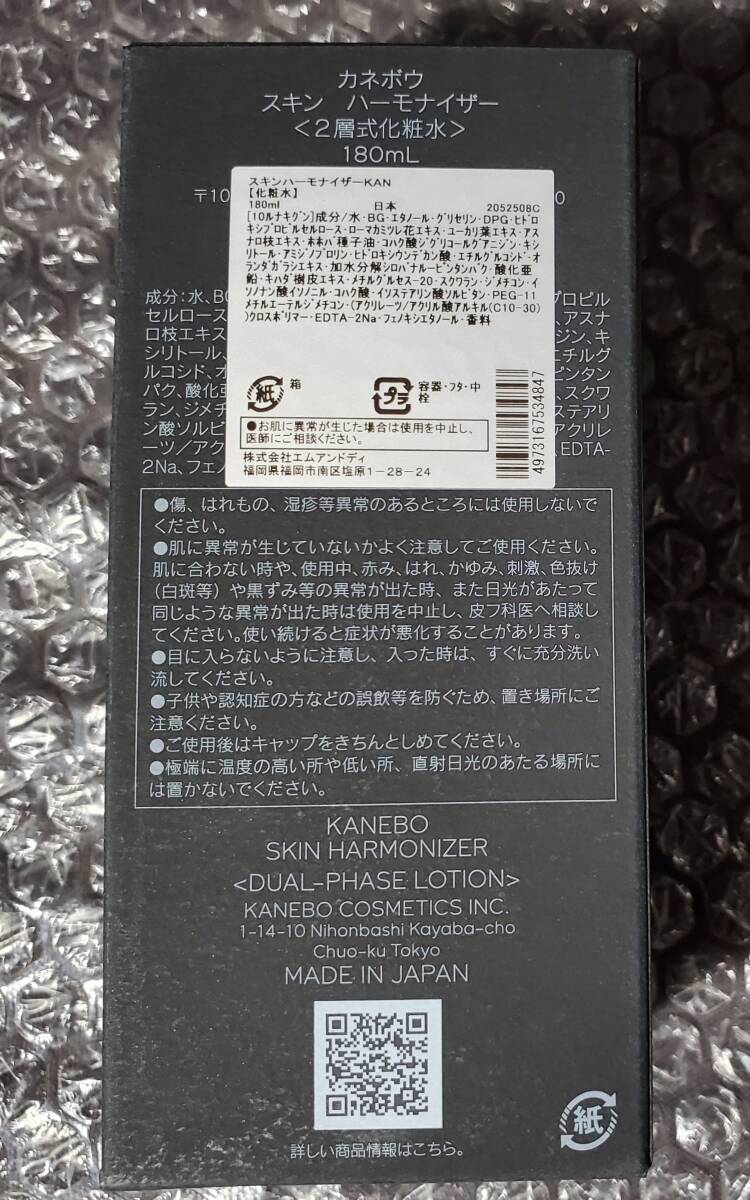 カネボウ
スキン ハーモナイザー
<2層式化粧水>
180mL
〒10
0
スキンハーモナイザーKAN
【化粧水】
180ml 日本 2052508C
[10ルナキグン]成分/水・BG・エタノール・グリセリン・DPG・ヒドロ
キシプロピルセルロース・ローマカミツレ花エキス・ユーカリ葉エキス・アス
ナロ枝エキス・ホホバ種子油・コハク酸ジグリコールグアニジン・キシ
リトール・アミノプロリン・ヒドロキシウンデカン酸・エチルグルコシド・オ
ランダガラシエキス・加水分解シロバナルーピンタンパク・酸化亜
鉛・キハダ樹皮エキス・メチルグルセス-20・スクワラン・ジメチコン・イ
ソノナン酸イソノニル・コハク酸・イソステアリン酸ソルビタン・PEG-11
メチルエーテルジメチコン・(アクリレーツ/アクリル酸アルキル(C10-30)
)クロスポリマー・EDTA-2Na・フェノキシエタノール・香料
紙 箱
プラ 容器・フタ・中
栓
●お肌に異常が生じた場合は使用を中止し、
医師にご相談ください。
株式会社エムアンドディ
福岡県福岡市南区塩原1-28-24
4973167534847
成分:水、BG
プロピル
セルロース
、アスナ
ロ枝エキス
ジン、キ
シリトール、
エチルグ
ルコシド、オ
ピンタン
パク、酸化亜
、スクワ
ラン、ジメチ
ステアリ
ン酸ソルビ
アクリレ
ーツ/アク
、EDTA-
2Na、フェ
●傷、はれもの、湿疹等異常のあるところには使用しないで
ください。
●肌に異常が生じていないかよく注意してご使用ください。
肌に合わない時や、使用中、赤み、はれ、かゆみ、刺激、色抜け
(白斑等)や黒ずみ等の異常が出た時、また日光があたって
同じような異常が出た時は使用を中止し、皮フ科医へ相談し
てください。使い続けると症状が悪化することがあります。
●目に入らないように注意し、入った時は、すぐに充分洗い
流してください。
●子供や認知症の方などの誤飲等を防ぐため、置き場所にご
注意ください。
●ご使用後はキャップをきちんとしめてください。
●極端に温度の高い所や低い所、直射日光のあたる場所に
は置かないでください。
KANEBO
SKIN HARMONIZER
<DUAL-PHASE LOTION>
KANEBO COSMETICS INC.
1-14-10 Nihonbashi Kayaba-cho
Chuo-ku Tokyo
MADE IN JAPAN
紙
詳しい商品情報はこちら。